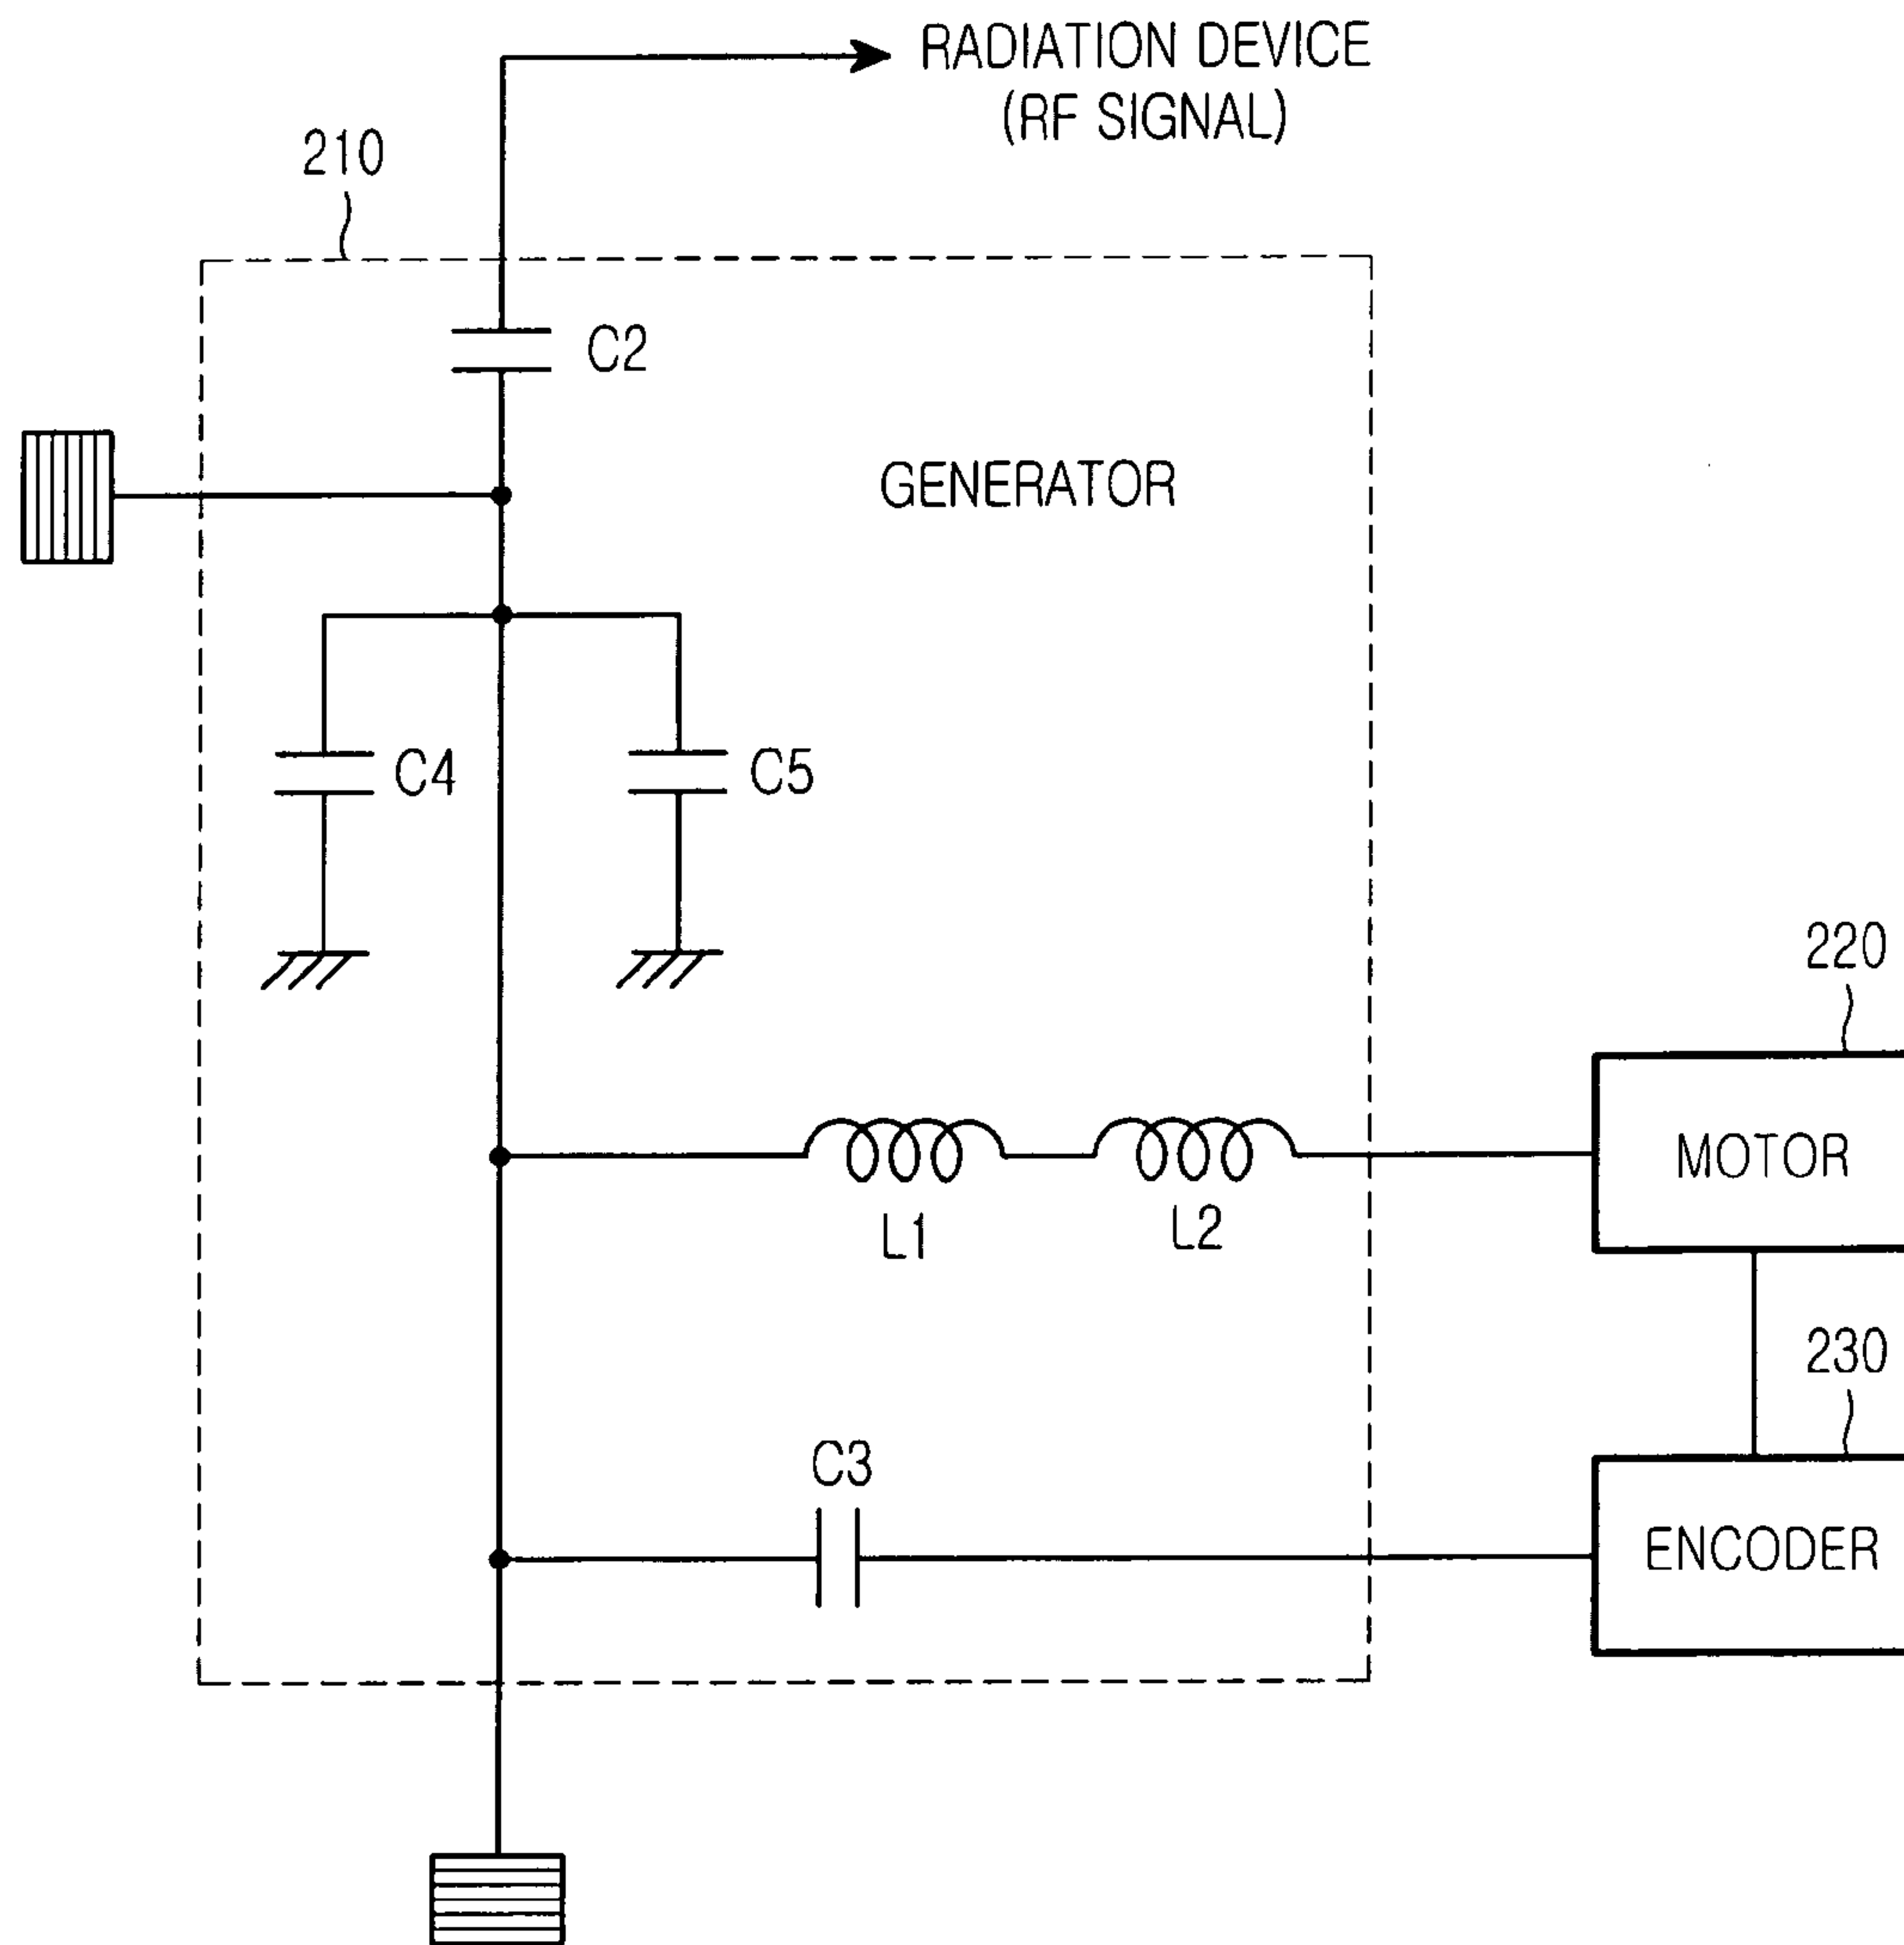 RADIATION DEVICE
(RF SIGNAL)
210
C2
GENERATOR
C4
C5
220
MOTOR
L1
L2
230
C3
ENCODER